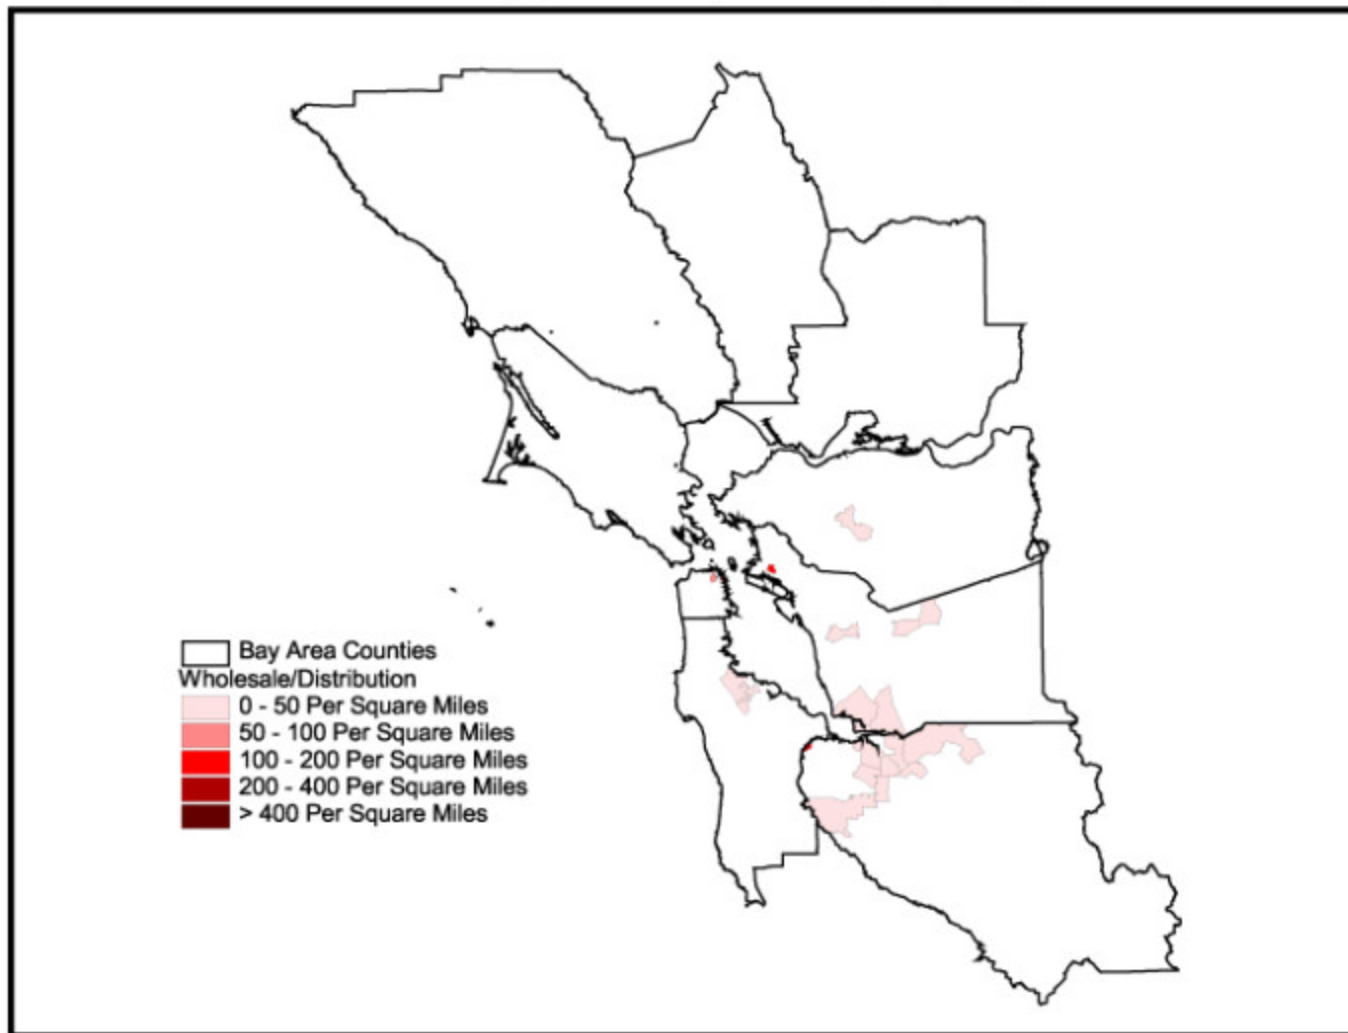 Bay Area Counties
Wholesale/Distribution
0 - 50 Per Square Miles
50 - 100 Per Square Miles
100 - 200 Per Square Miles
200 - 400 Per Square Miles
> 400 Per Square Miles